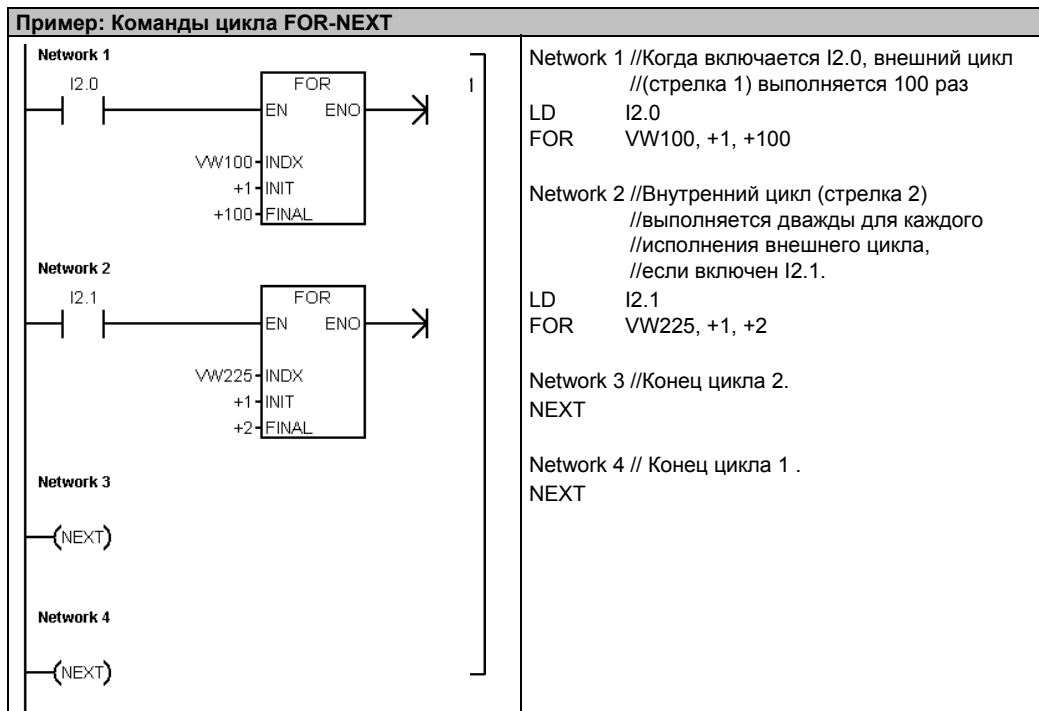 Пример: Команды цикла FOR-NEXT
Network 1
I2.0
FOR
1
EN ENO
VW100 INDX
+1 INIT
+100 FINAL
Network 2
I2.1
FOR
EN ENO
VW225 INDX
+1 INIT
+2 FINAL
Network 3
(NEXT)
Network 4
(NEXT)
Network 1 //Когда включается I2.0, внешний цикл
//(стрелка 1) выполняется 100 раз
LD I2.0
FOR VW100, +1, +100
Network 2 //Внутренний цикл (стрелка 2)
//выполняется дважды для каждого
//исполнения внешнего цикла,
//если включен I2.1.
LD I2.1
FOR VW225, +1, +2
Network 3 //Конец цикла 2.
NEXT
Network 4 // Конец цикла 1 .
NEXT